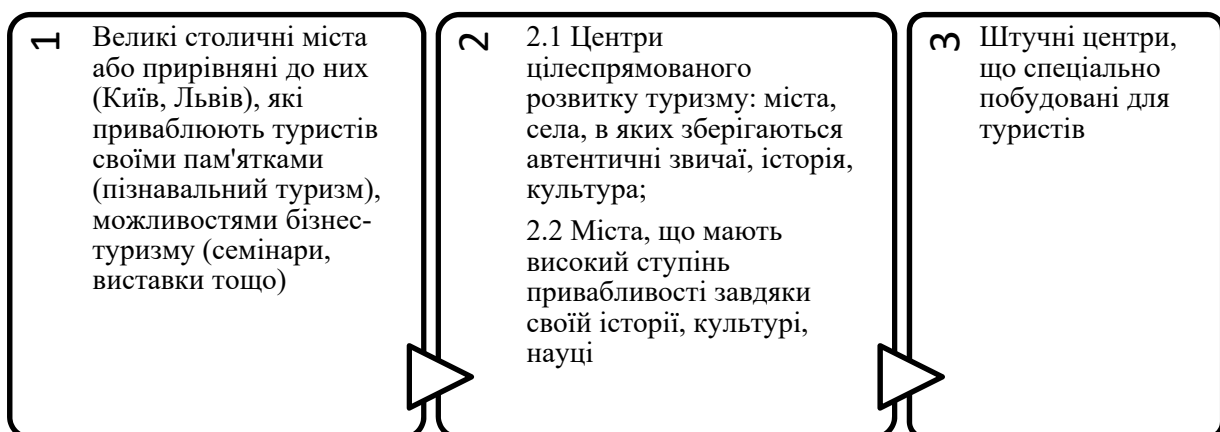 1
Великі столичні міста
або прирівняні до них
(Київ, Львів), які
приваблюють туристів
своїми пам'ятками
(пізнавальний туризм),
можливостями бізнес-
туризму (семінари,
виставки тощо)
2
2.1 Центри
цілеспрямованого
розвитку туризму: міста,
села, в яких зберігаються
автентичні звичаї, історія,
культура;
2.2 Міста, що мають
високий ступінь
привабливості завдяки
своїй історії, культурі,
науці
3
Штучні центри,
що спеціально
побудовані для
туристів